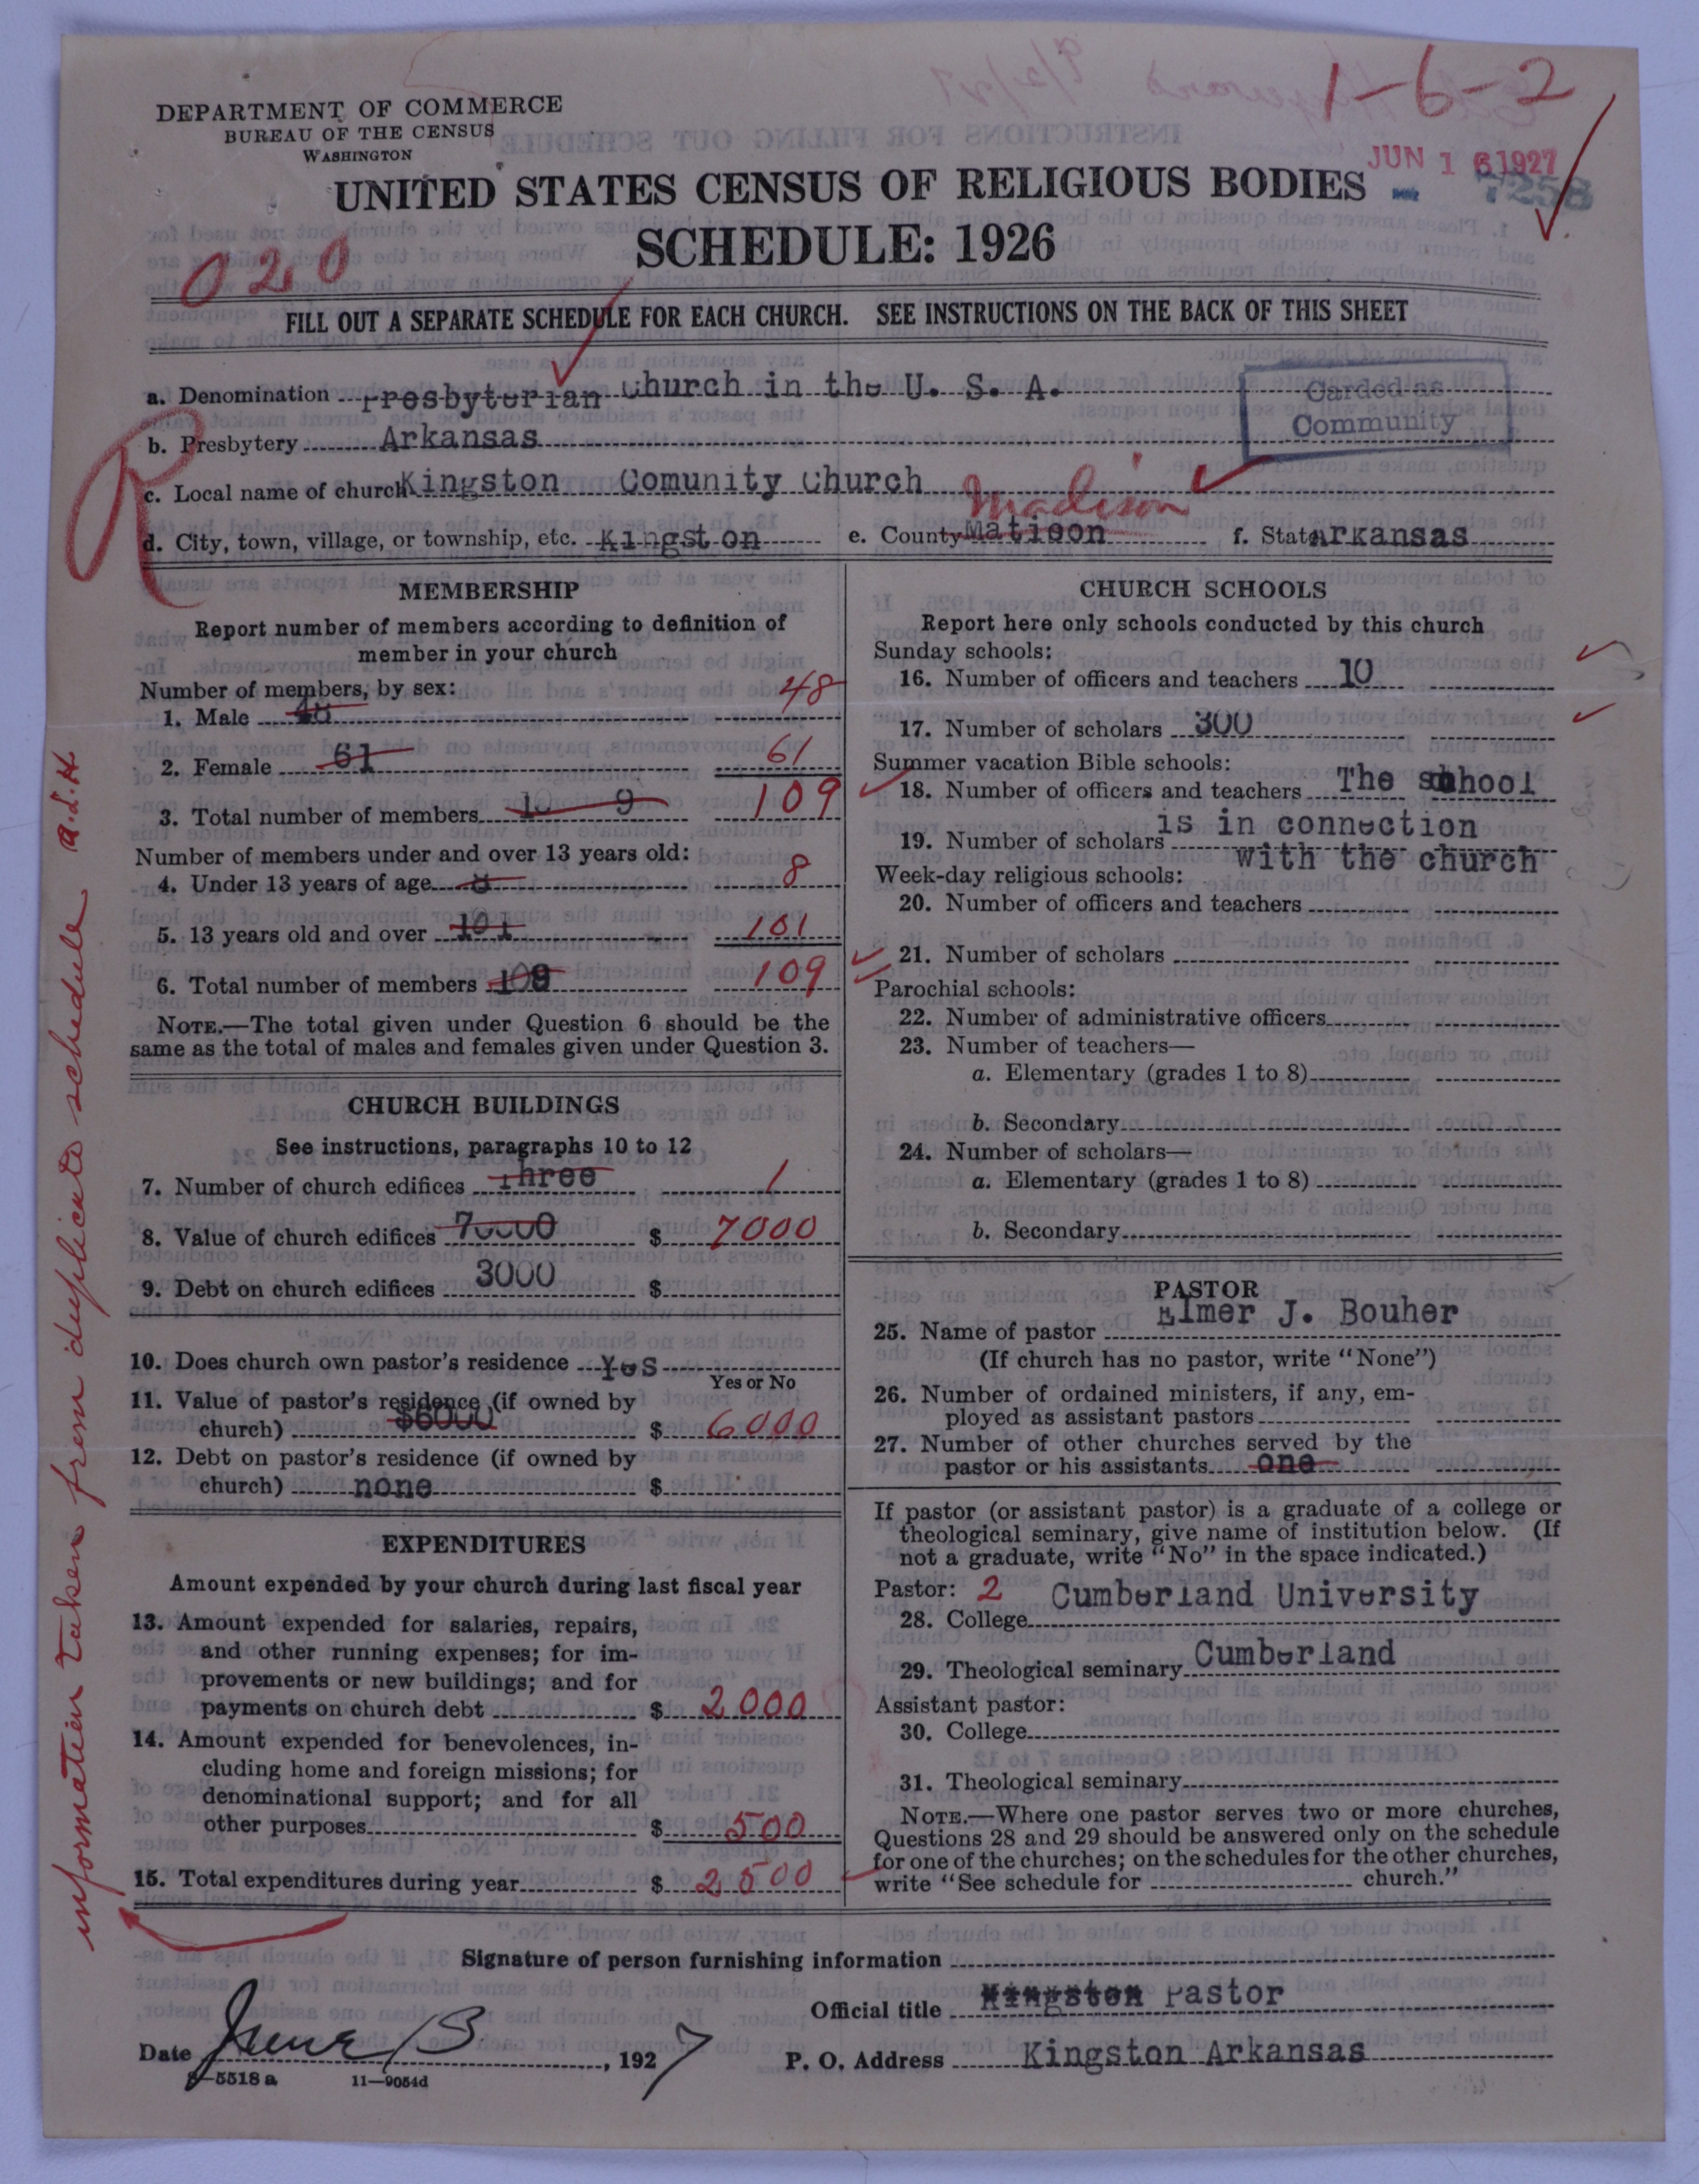 1-6-2
DEPARTMENT OF COMMERCE
BUREAU OF THE CENSUS
WASHINGTON
JUN 16 1927
7258
UNITED STATES CENSUS OF RELIGIOUS BODIES
SCHEDULE: 1926
020
FILL OUT A SEPARATE SCHEDULE FOR EACH CHURCH. SEE INSTRUCTIONS ON THE BACK OF THIS SHEET
a. Denomination Presbyterian Church in the U. S. A.
Carded as
Community
b. Presbytery Arkansas
R
c. Local name of church Kingston Comunity Church
Madison
d. City, town, village, or township, etc. Kingston e. County Matison f. State Arkansas
MEMBERSHIP
Report number of members according to definition of
member in your church
Number of members, by sex:
1. Male 48 48
2. Female 61 61
3. Total number of members 10 9 109
Number of members under and over 13 years old:
4. Under 13 years of age 8 8
5. 13 years old and over 101 101
6. Total number of members 109 109
NOTE.—The total given under Question 6 should be the
same as the total of males and females given under Question 3.
CHURCH BUILDINGS
See instructions, paragraphs 10 to 12
7. Number of church edifices three 1
8. Value of church edifices 7000 $ 7000
9. Debt on church edifices 3000 $
10. Does church own pastor's residence Yes
Yes or No
11. Value of pastor's residence (if owned by
church) $6000 $ 6000
12. Debt on pastor's residence (if owned by
church) none $
EXPENDITURES
Amount expended by your church during last fiscal year
13. Amount expended for salaries, repairs,
and other running expenses; for im-
provements or new buildings; and for
payments on church debt $ 2000
14. Amount expended for benevolences, in-
cluding home and foreign missions; for
denominational support; and for all
other purposes $ 500
15. Total expenditures during year $ 2500
information taken from duplicate schedule a.L.H
CHURCH SCHOOLS
Report here only schools conducted by this church
Sunday schools:
16. Number of officers and teachers 10
17. Number of scholars 300
Summer vacation Bible schools:
18. Number of officers and teachers The school
is in connection
19. Number of scholars
with the church
Week-day religious schools:
20. Number of officers and teachers
21. Number of scholars
Parochial schools:
22. Number of administrative officers
23. Number of teachers—
a. Elementary (grades 1 to 8)
b. Secondary
24. Number of scholars—
a. Elementary (grades 1 to 8)
b. Secondary
PASTOR
25. Name of pastor Elmer J. Bouher
(If church has no pastor, write "None")
26. Number of ordained ministers, if any, em-
ployed as assistant pastors
27. Number of other churches served by the
pastor or his assistants one
If pastor (or assistant pastor) is a graduate of a college or
theological seminary, give name of institution below. (If
not a graduate, write "No" in the space indicated.)
Pastor: 2
28. College Cumberland University
29. Theological seminary Cumberland
Assistant pastor:
30. College
31. Theological seminary
NOTE.—Where one pastor serves two or more churches,
Questions 28 and 29 should be answered only on the schedule
for one of the churches; on the schedules for the other churches,
write "See schedule for church."
Signature of person furnishing information
Official title Kingston Pastor
Date June 13, 1927
P. O. Address Kingston Arkansas
8—5518 a 11—9054d